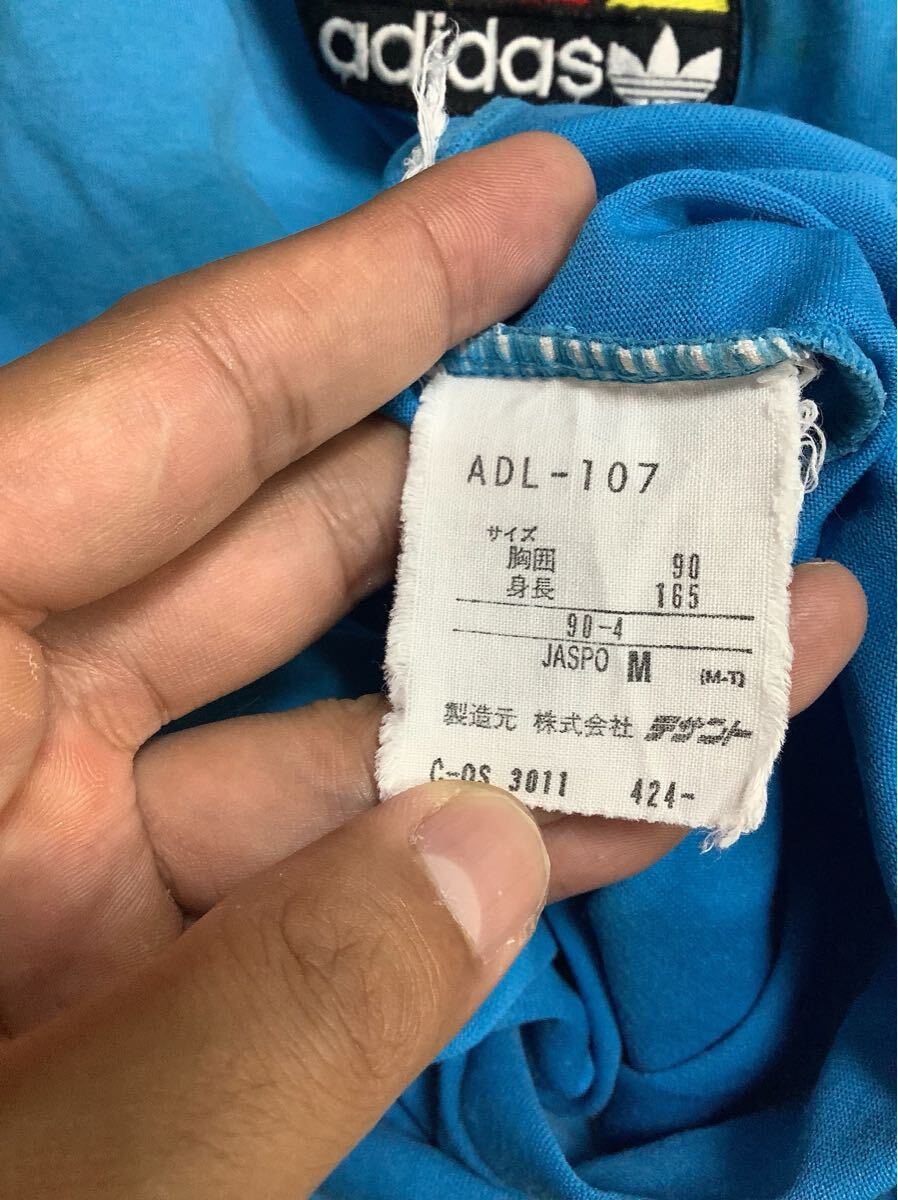 adidas
ADL-107
サイズ
胸囲 90
身長 165
90-4
JASPO M (M-T)
製造元 株式会社 デサント
C-OS 3011 424-